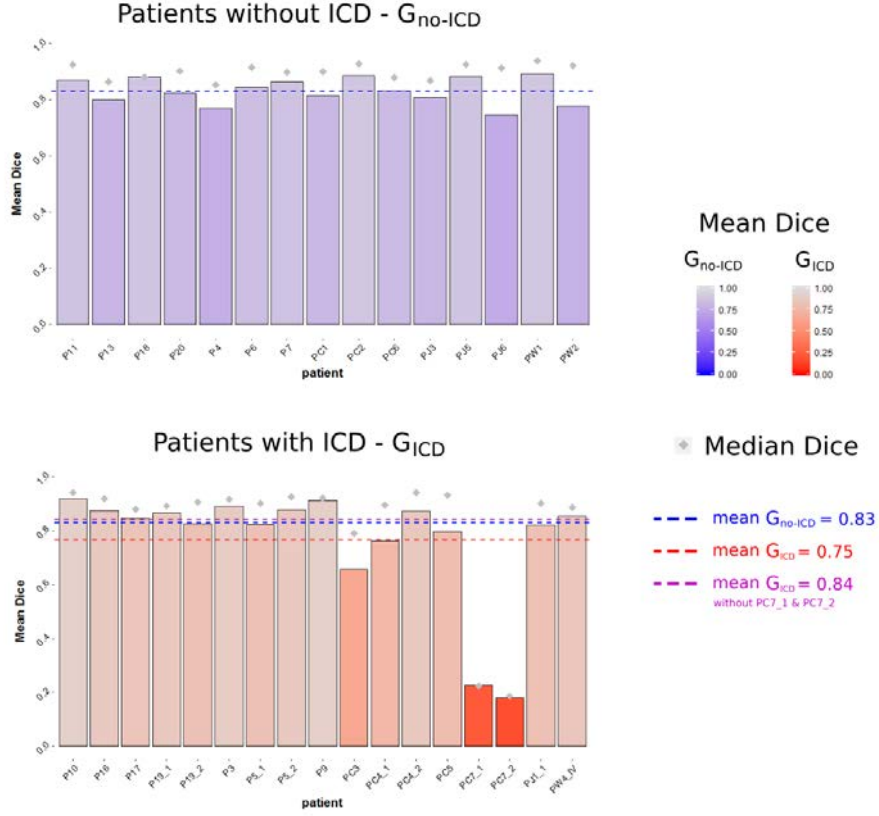 Patients without ICD - Gno-ICD
Mean Dice
1.0
0.8
0.6
0.4
0.2
0.0
P11 P13 P18 P20 P4 P6 P7 PC1 PC2 PC6 PJ3 PJ5 PJ6 PW1 PW2
patient
Mean Dice
Gno-ICD GICD
1.00 1.00
0.75 0.75
0.50 0.50
0.25 0.25
0.00 0.00
Patients with ICD - GICD
Mean Dice
1.0
0.8
0.6
0.4
0.2
0.0
P10 P16 P17 P19_1 P19_2 P3 P5_1 P5_2 P9 PC3 PC4_1 PC4_2 PC5 PC7_1 PC7_2 PJ1_1 PW4_IV
patient
Median Dice
mean Gno-ICD = 0.83
mean GICD = 0.75
mean GICD = 0.84
without PC7_1 & PC7_2